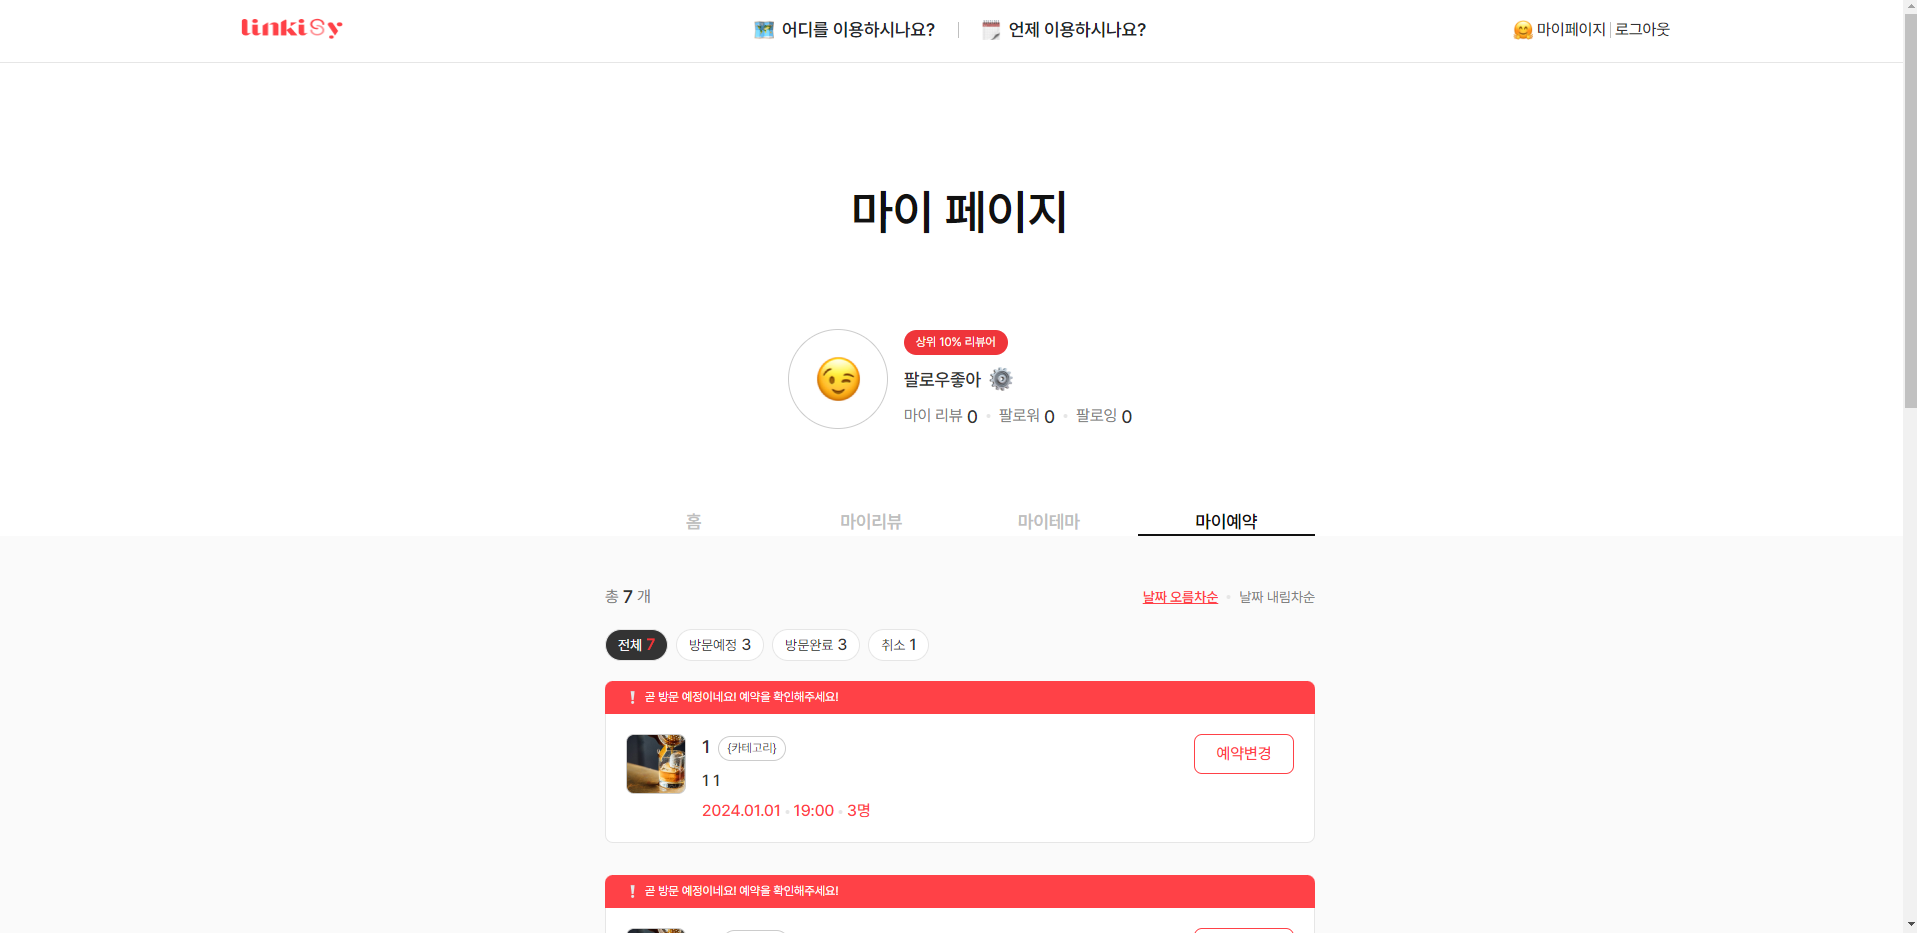 linkisy
어디를 이용하시나요?
언제 이용하시나요?
마이페이지
로그아웃
마이 페이지
상위 10% 리뷰어
팔로우좋아
마이 리뷰 0 팔로워 0 팔로잉 0
홈 마이리뷰 마이테마 마이예약
총 7 개
날짜 오름차순 날짜 내림차순
전체 7 방문예정 3 방문완료 3 취소 1
곧 방문 예정이네요! 예약을 확인해주세요!
1 {카테고리}
예약변경
1 1
2024.01.01 19:00 3명
곧 방문 예정이네요! 예약을 확인해주세요!